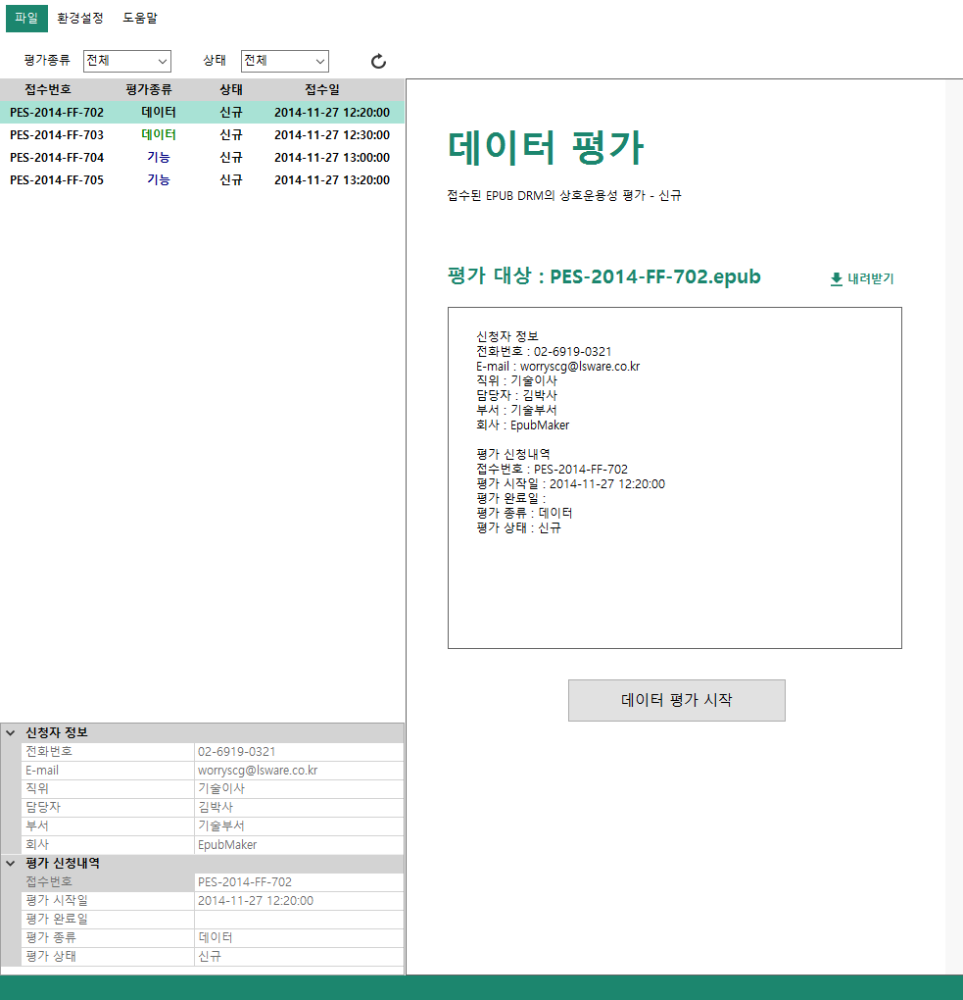 파일 환경설정 도움말
평가종류 전체 상태 전체
접수번호 평가종류 상태 접수일
PES-2014-FF-702 데이터 신규 2014-11-27 12:20:00
PES-2014-FF-703 데이터 신규 2014-11-27 12:30:00
PES-2014-FF-704 기능 신규 2014-11-27 13:00:00
PES-2014-FF-705 기능 신규 2014-11-27 13:20:00
신청자 정보
전화번호 02-6919-0321
E-mail worryscg@lsware.co.kr
직위 기술이사
담당자 김박사
부서 기술부서
회사 EpubMaker
평가 신청내역
접수번호 PES-2014-FF-702
평가 시작일 2014-11-27 12:20:00
평가 완료일
평가 종류 데이터
평가 상태 신규
데이터 평가
접수된 EPUB DRM의 상호운용성 평가 - 신규
평가 대상 : PES-2014-FF-702.epub 내려받기
신청자 정보
전화번호 : 02-6919-0321
E-mail : worryscg@lsware.co.kr
직위 : 기술이사
담당자 : 김박사
부서 : 기술부서
회사 : EpubMaker
평가 신청내역
접수번호 : PES-2014-FF-702
평가 시작일 : 2014-11-27 12:20:00
평가 완료일 :
평가 종류 : 데이터
평가 상태 : 신규
데이터 평가 시작